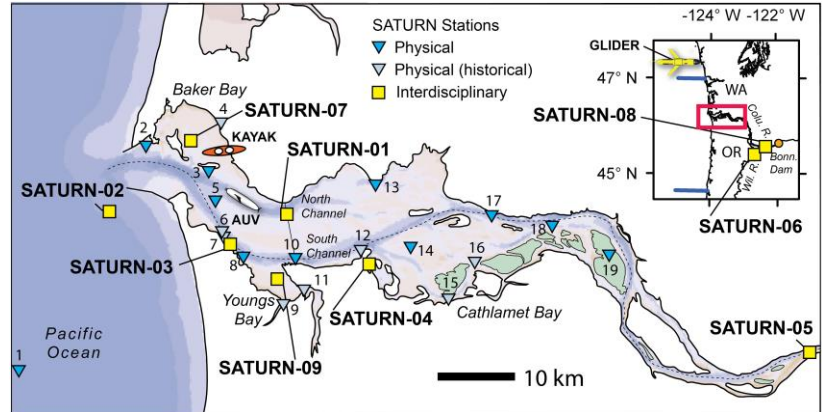 SATURN Stations
Physical
Physical (historical)
Interdisciplinary
-124° W -122° W
GLIDER
47° N
WA
SATURN-08
Colu. R.
OR
Bonn.
Dam
45° N
Wil. R.
SATURN-06
Baker Bay
4
SATURN-07
2
KAYAK
SATURN-01
3
13
SATURN-02
5
North
Channel
17
AUV
6
18
South
Channel
12
7
10
14
16
SATURN-03
8
19
11
15
Youngs
Bay
9
SATURN-04
Cathlamet Bay
SATURN-05
Pacific
Ocean
1
SATURN-09
10 km